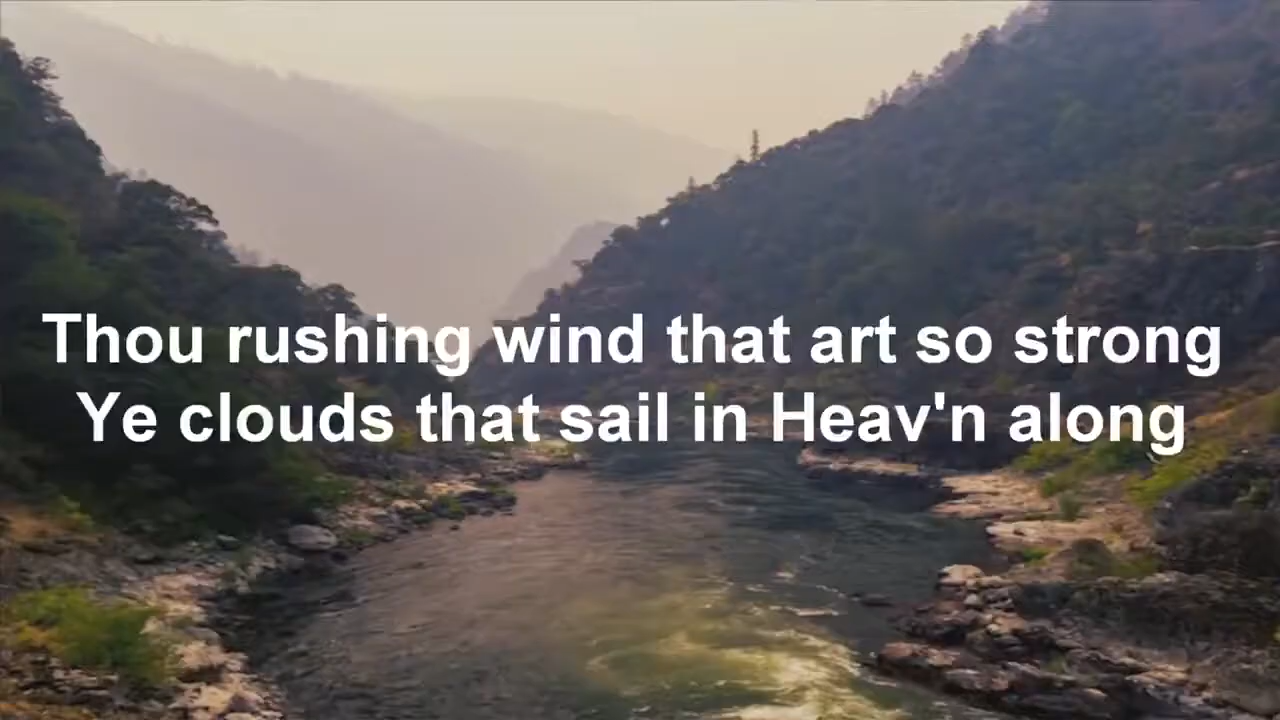 Thou rushing wind that art so strong
Ye clouds that sail in Heav'n along